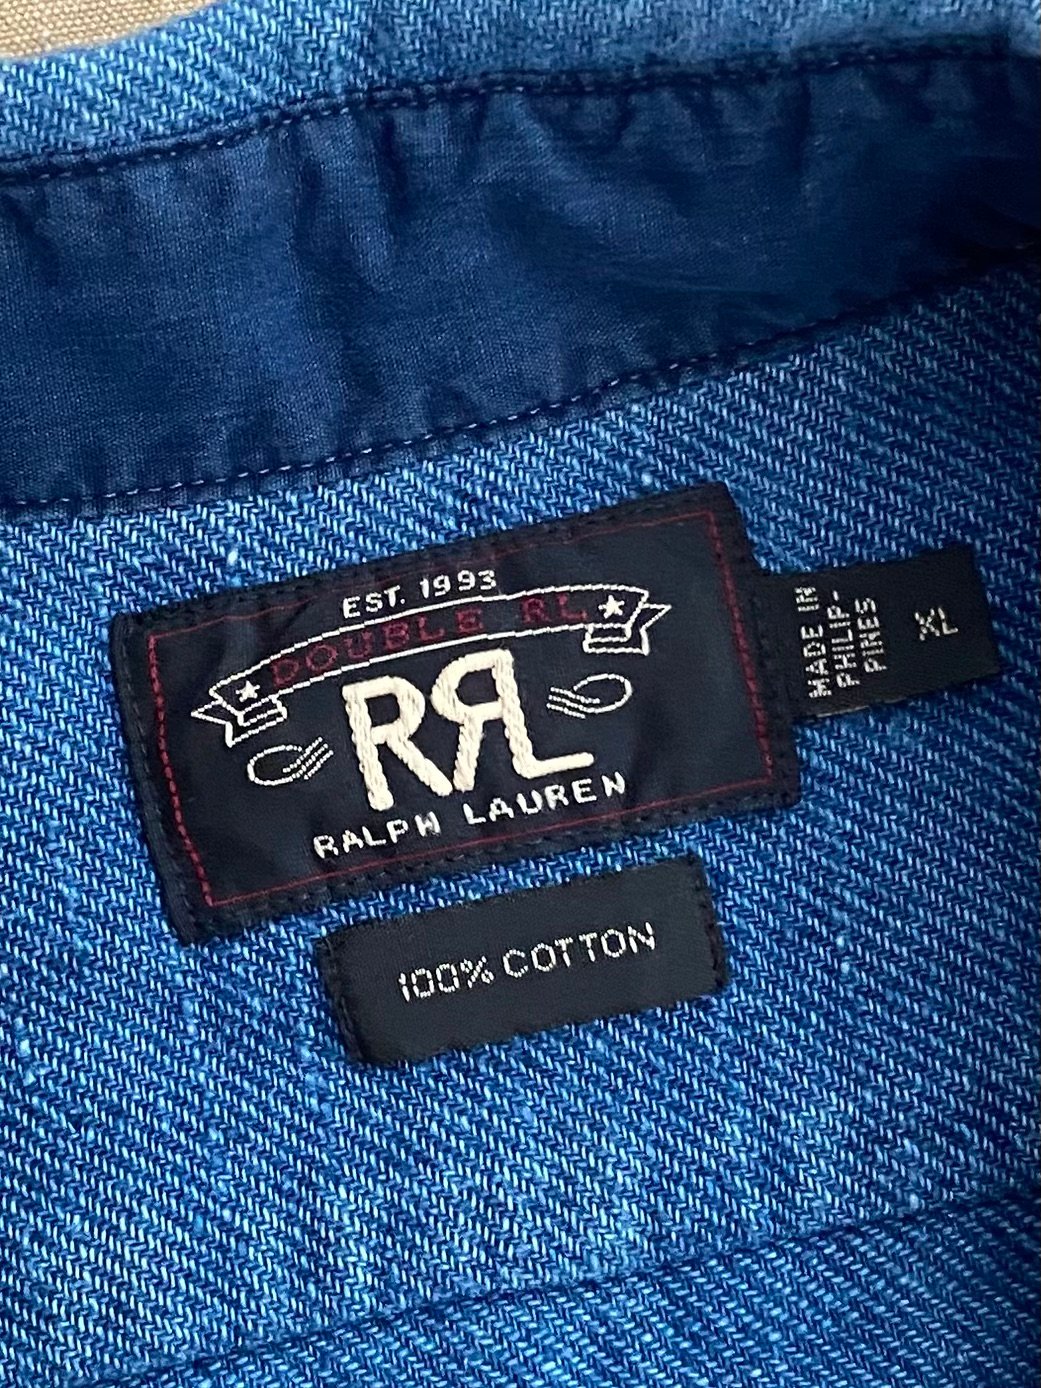 EST. 1993
DOUBLE RL
RRL
RALPH LAUREN
MADE IN
PHILIP-
PINES
XL
100% COTTON